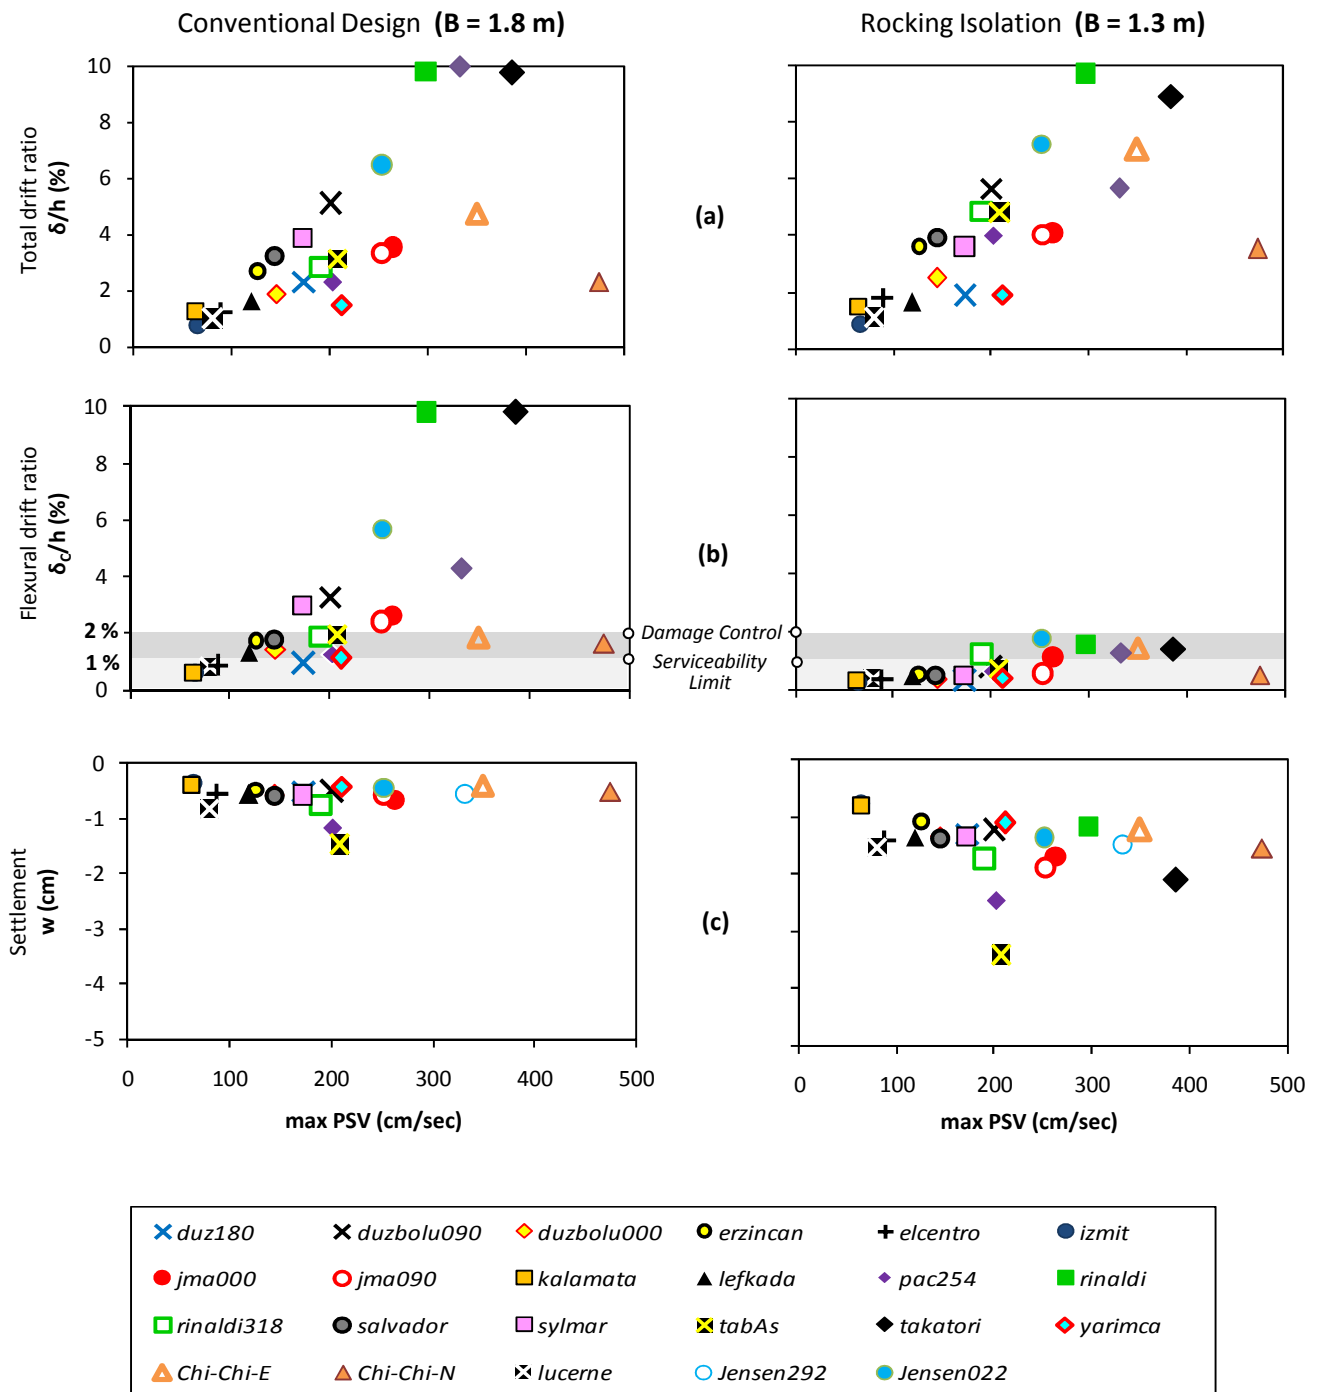 Conventional Design (B = 1.8 m)
Rocking Isolation (B = 1.3 m)
Total drift ratio
δ/h (%)
10
8
6
4
2
0
(a)
Flexural drift ratio
δC/h (%)
10
8
6
4
2 %
1 %
0
(b)
Damage Control
Serviceability
Limit
Settlement
w (cm)
0
-1
-2
-3
-4
-5
(c)
0 100 200 300 400 500
max PSV (cm/sec)
0 100 200 300 400 500
max PSV (cm/sec)
duz180 duzbolu090 duzbolu000 erzincan elcentro izmit
jma000 jma090 kalamata lefkada pac254 rinaldi
rinaldi318 salvador sylmar tabAs takatori yarimca
Chi-Chi-E Chi-Chi-N lucerne Jensen292 Jensen022